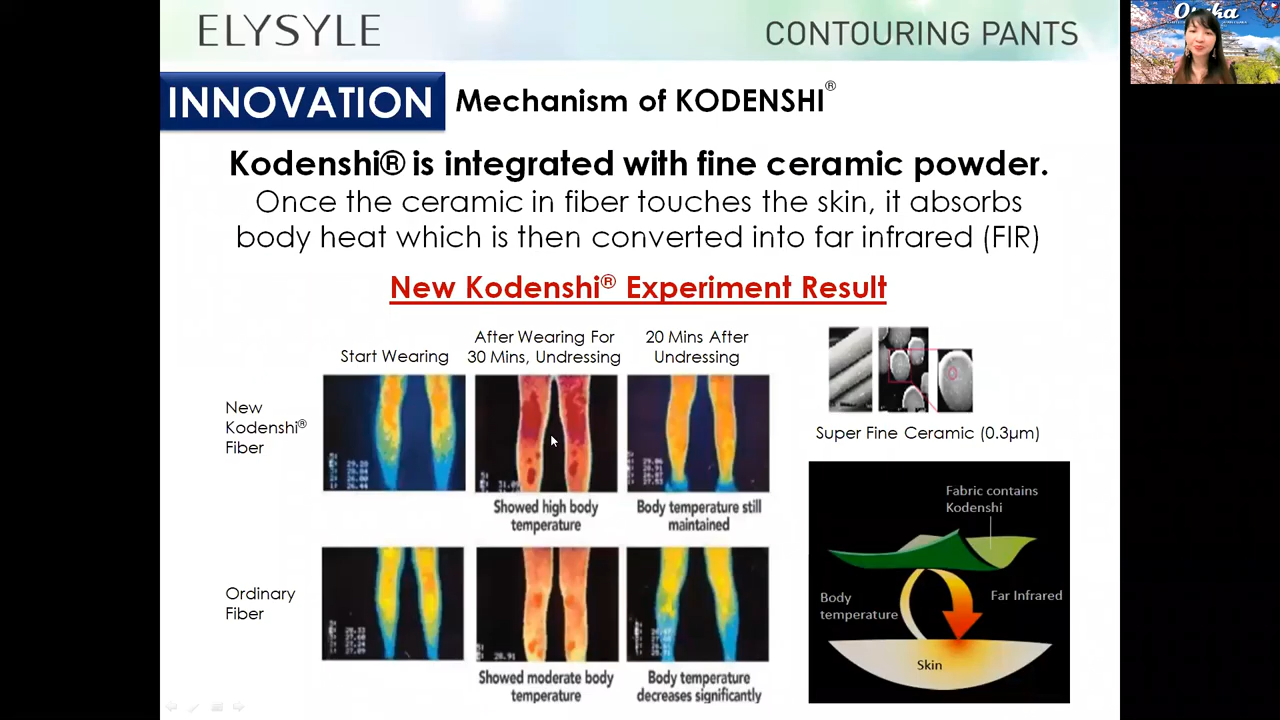 ELYSYLE
CONTOURING PANTS
Osaka
INNOVATION
Mechanism of KODENSHI®
Kodenshi® is integrated with fine ceramic powder.
Once the ceramic in fiber touches the skin, it absorbs
body heat which is then converted into far infrared (FIR)
New Kodenshi® Experiment Result
Start Wearing
After Wearing For
30 Mins, Undressing
20 Mins After
Undressing
New
Kodenshi®
Fiber
Showed high body
temperature
Body temperature still
maintained
Ordinary
Fiber
28.91
Showed moderate body
temperature
Body temperature
decreases significantly
Super Fine Ceramic (0.3µm)
Fabric contains
Kodenshi
Body
temperature
Far Infrared
Skin